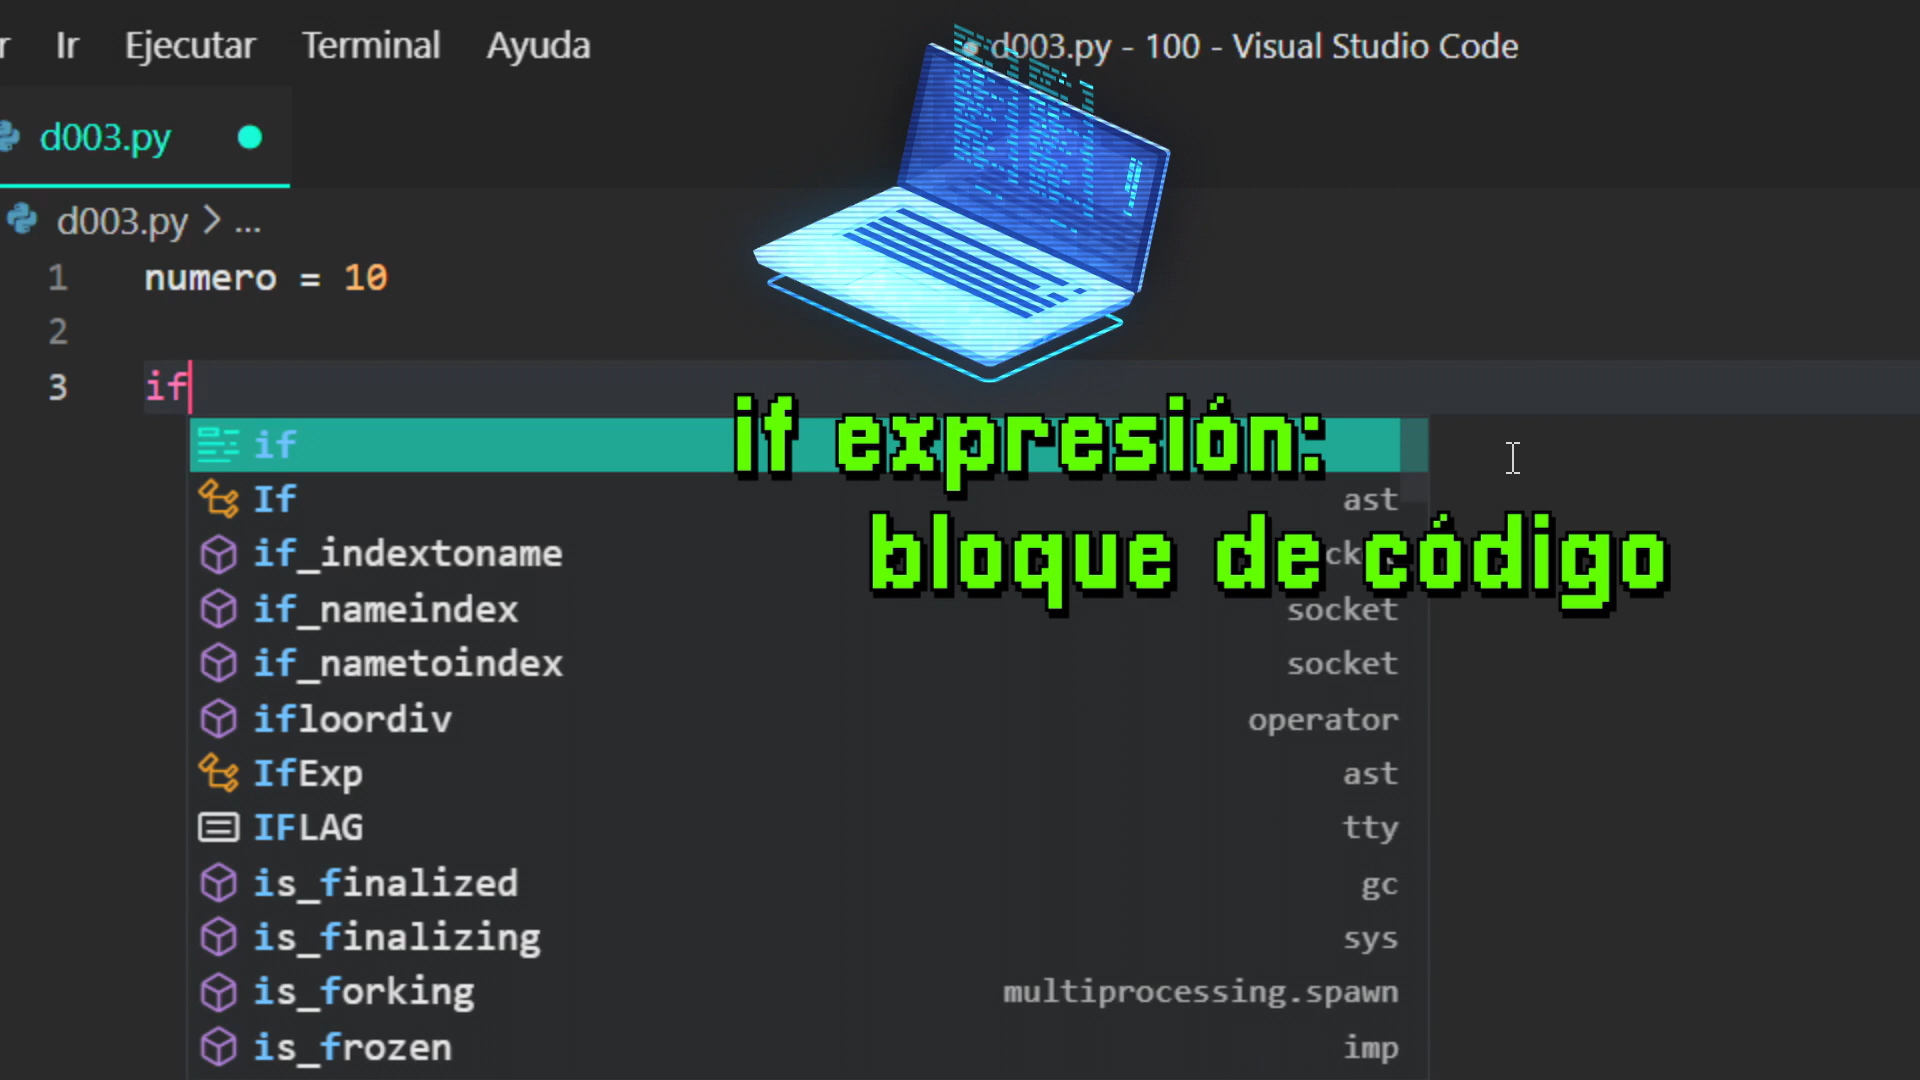 Ir Ejecutar Terminal Ayuda d003.py - 100 - Visual Studio Code
d003.py
d003.py > ...
1 numero = 10
2
3 if
if
if expresión:
If ast
bloque de código
if_indextoname
if_nameindex socket
if_nametoindex socket
ifloordiv operator
IfExp ast
IFLAG tty
is_finalized gc
is_finalizing sys
is_forking multiprocessing.spawn
is_frozen imp